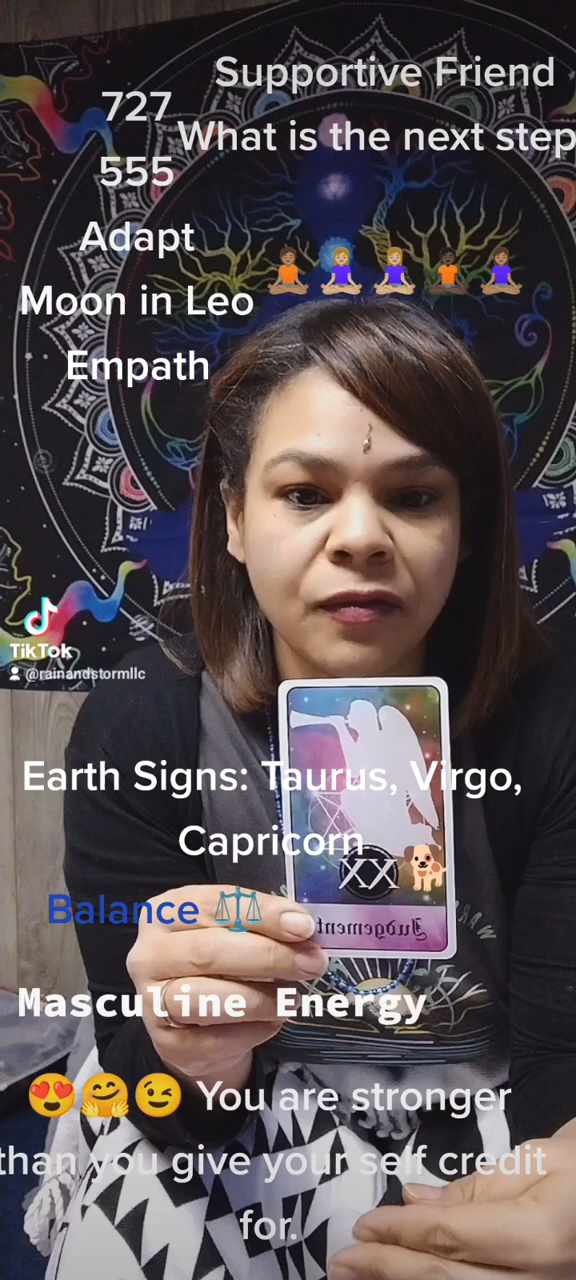 Supportive Friend
727
What is the next step
555
Adapt
Moon in Leo
Empath
TikTok
@rainandstormllc
Earth Signs: Taurus, Virgo,
Capricorn
XX
Balance
Judgement
Masculine Energy
You are stronger
than you give your self credit
for.